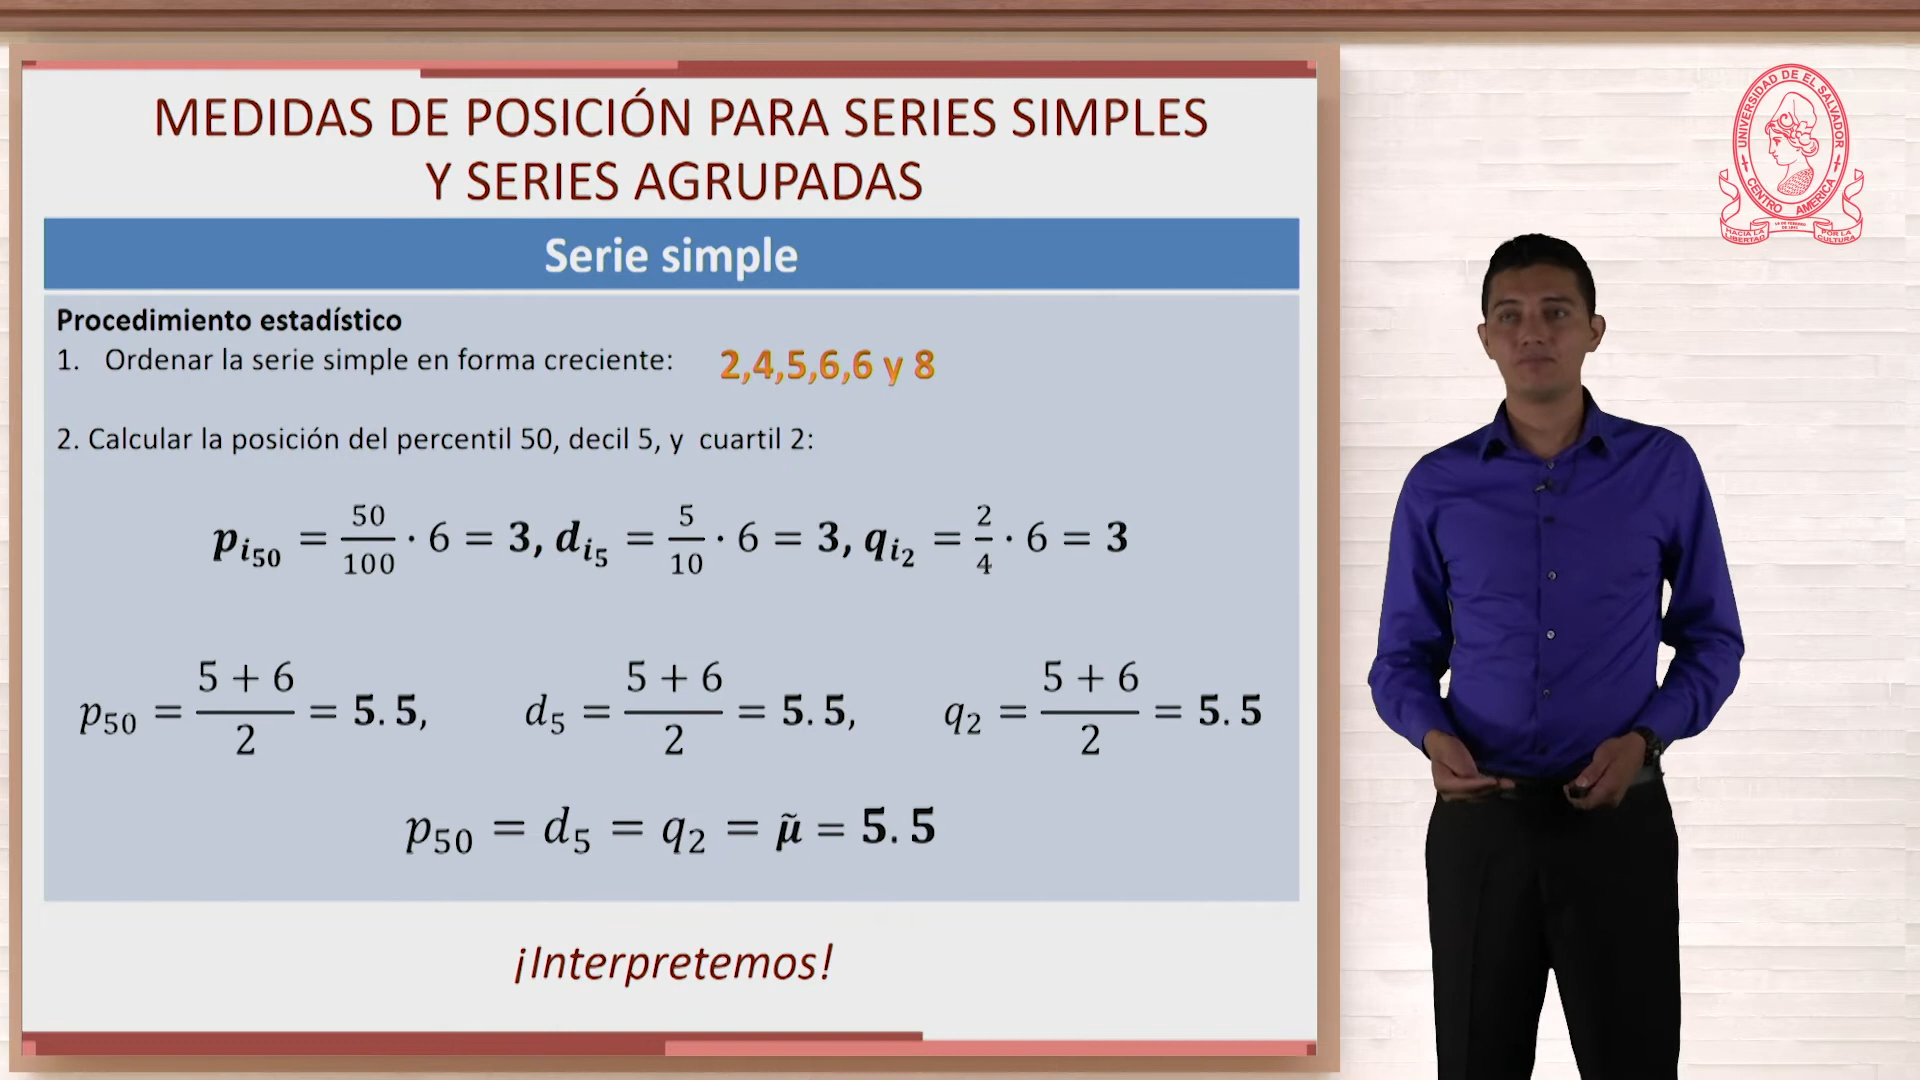 MEDIDAS DE POSICIÓN PARA SERIES SIMPLES
Y SERIES AGRUPADAS
Serie simple
Procedimiento estadístico
1. Ordenar la serie simple en forma creciente: 2,4,5,6,6 y 8
2. Calcular la posición del percentil 50, decil 5, y cuartil 2:
p_{i_{50}} = 50/100 · 6 = 3, d_{i_5} = 5/10 · 6 = 3, q_{i_2} = 2/4 · 6 = 3
p_{50} = (5 + 6)/2 = 5.5, d_5 = (5 + 6)/2 = 5.5, q_2 = (5 + 6)/2 = 5.5
p_{50} = d_5 = q_2 = μ̃ = 5.5
¡Interpretemos!
UNIVERSIDAD DE EL SALVADOR
CENTRO AMERICA
HACIA LA LIBERTAD
POR LA CULTURA